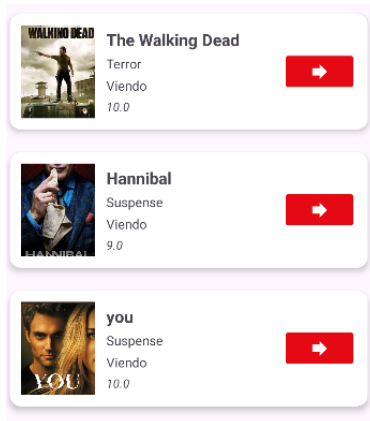 WALKING DEAD
The Walking Dead
Terror
Viendo
10.0
HANNIBAL
Hannibal
Suspense
Viendo
9.0
YOU
you
Suspense
Viendo
10.0